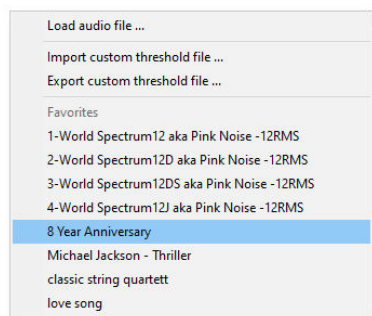 Load audio file ...
Import custom threshold file ...
Export custom threshold file ...
Favorites
1-World Spectrum12 aka Pink Noise -12RMS
2-World Spectrum12D aka Pink Noise -12RMS
3-World Spectrum12DS aka Pink Noise -12RMS
4-World Spectrum12J aka Pink Noise -12RMS
8 Year Anniversary
Michael Jackson - Thriller
classic string quartett
love song